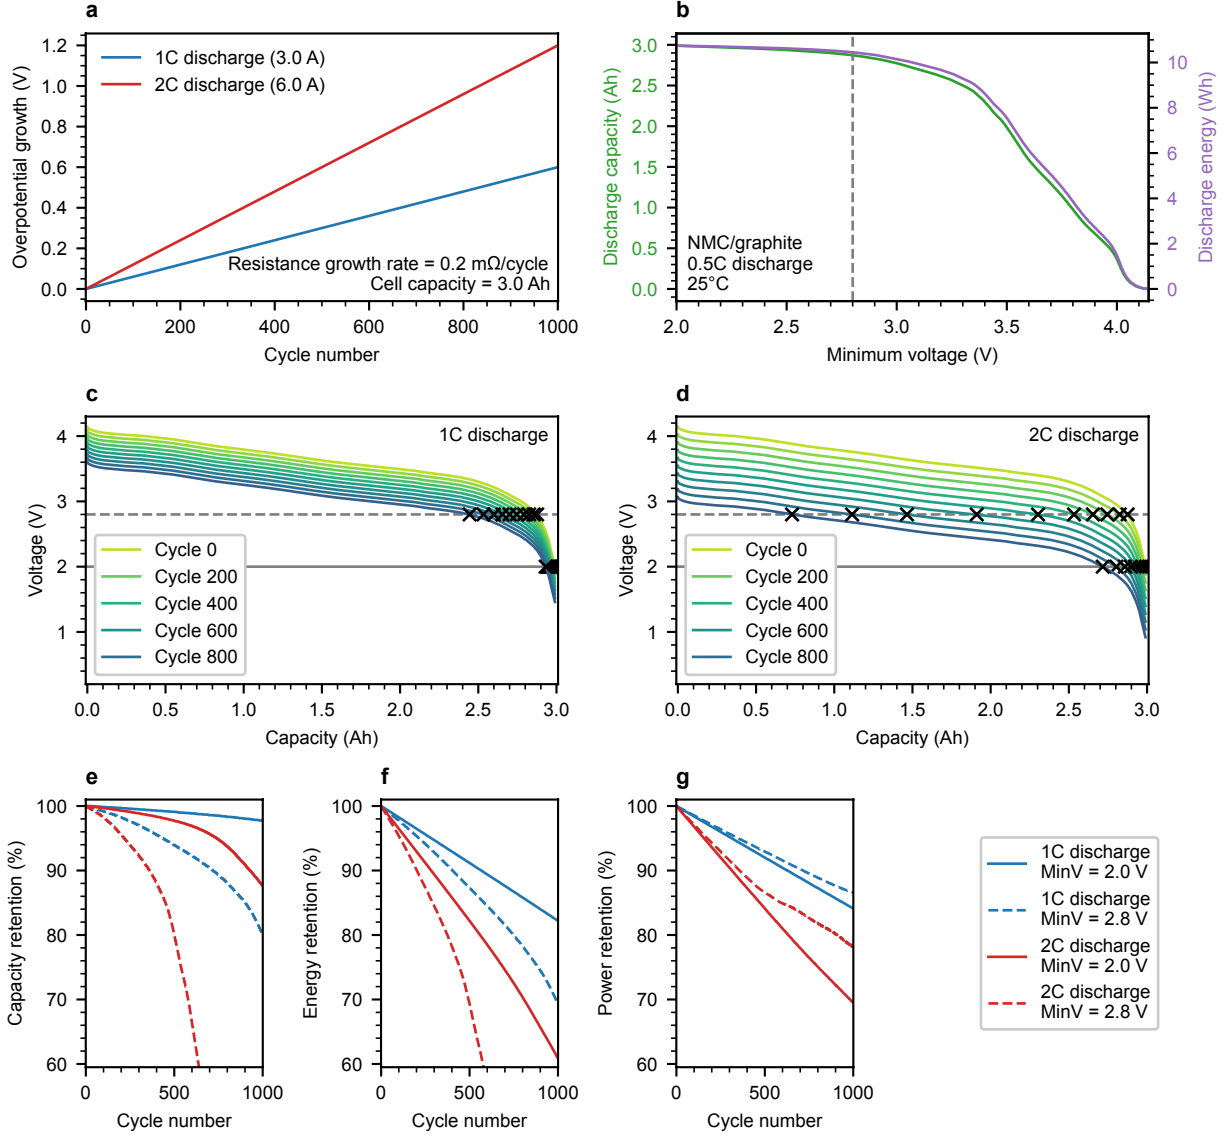 a
1.2
1.0
0.8
0.6
0.4
0.2
0.0
Overpotential growth (V)
1C discharge (3.0 A)
2C discharge (6.0 A)
Resistance growth rate = 0.2 mΩ/cycle
Cell capacity = 3.0 Ah
0 200 400 600 800 1000
Cycle number
b
3.0
2.5
2.0
1.5
1.0
0.5
0.0
Discharge capacity (Ah)
NMC/graphite
0.5C discharge
25°C
10
8
6
4
2
0
Discharge energy (Wh)
2.0 2.5 3.0 3.5 4.0
Minimum voltage (V)
c
4
3
2
1
Voltage (V)
1C discharge
Cycle 0
Cycle 200
Cycle 400
Cycle 600
Cycle 800
0.0 0.5 1.0 1.5 2.0 2.5 3.0
Capacity (Ah)
d
4
3
2
1
Voltage (V)
2C discharge
Cycle 0
Cycle 200
Cycle 400
Cycle 600
Cycle 800
0.0 0.5 1.0 1.5 2.0 2.5 3.0
Capacity (Ah)
e
100
90
80
70
60
Capacity retention (%)
0 500 1000
Cycle number
f
100
90
80
70
60
Energy retention (%)
0 500 1000
Cycle number
g
100
90
80
70
60
Power retention (%)
0 500 1000
Cycle number
1C discharge
MinV = 2.0 V
1C discharge
MinV = 2.8 V
2C discharge
MinV = 2.0 V
2C discharge
MinV = 2.8 V